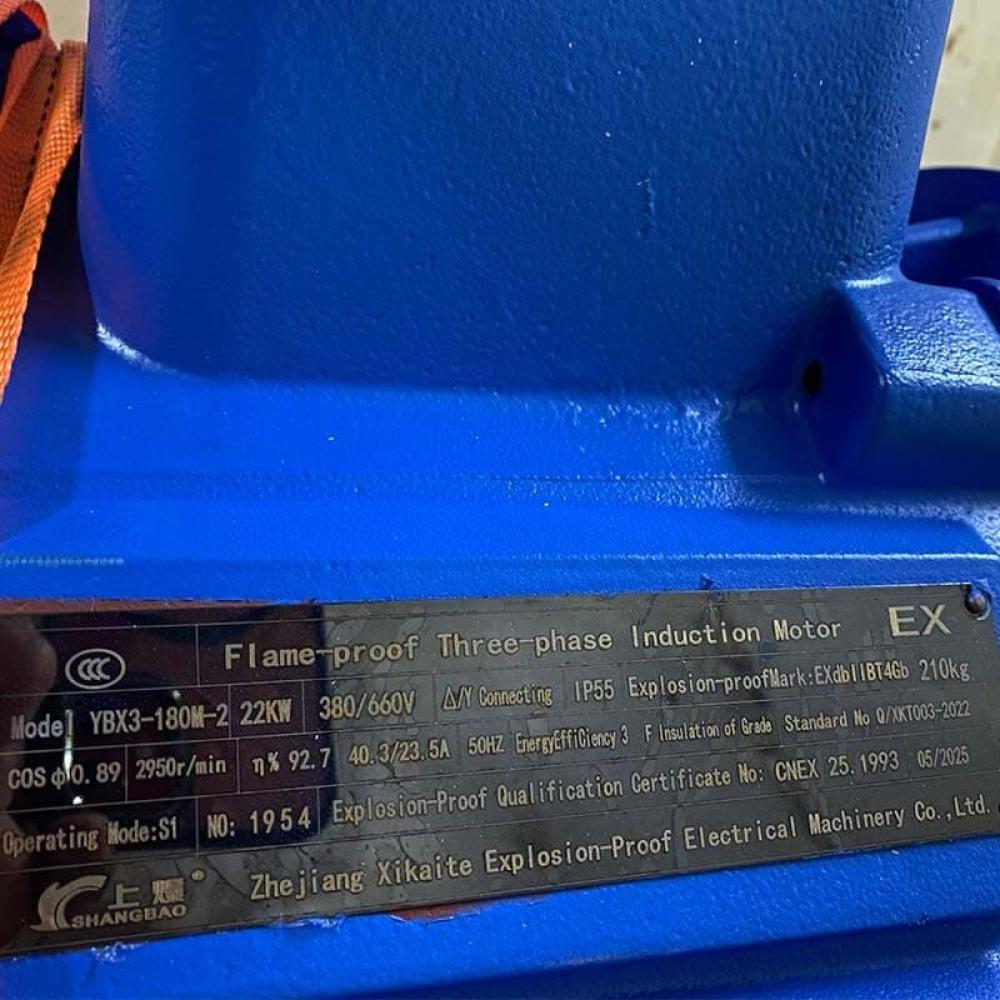 CCC Flame-proof Three-phase Induction Motor EX
Model YBX3-180M-2 22KW 380/660V Δ/Y Connecting IP55 Explosion-proofMark:EXdbIIBT4Gb 210kg
COS φ 0.89 2950r/min η% 92.7 40.3/23.5A 50HZ EnergyEffiCiency 3 F Insulation of Grade Standard No Q/XKT003-2022
Operating Mode:S1 NO: 1954 Explosion-Proof Qualification Certificate No: CNEX 25.1993 05/2025
上爆® SHANGBAO Zhejiang Xikaite Explosion-Proof Electrical Machinery Co.,Ltd.